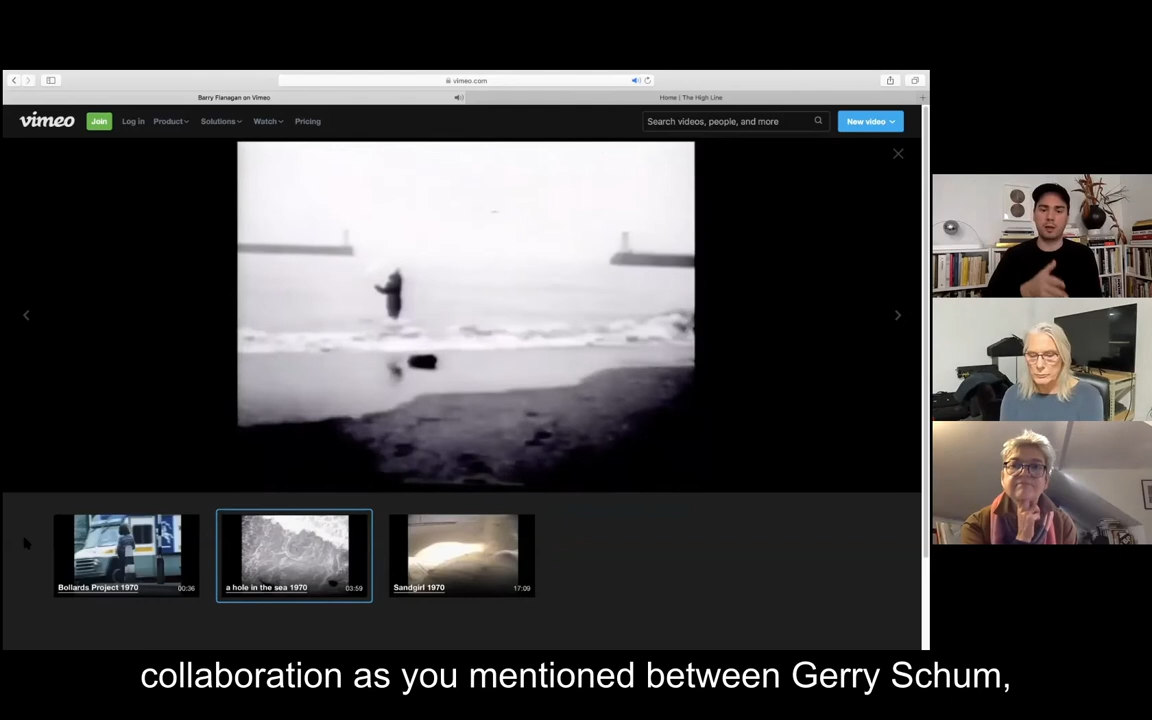 vimeo.com
Barry Flanagan on Vimeo
Home | The High Line
vimeo Join Log in Product Solutions Watch Pricing Search videos, people, and more New video
Bollards Project 1970 00:36
a hole in the sea 1970 03:59
Sandgirl 1970 17:09
collaboration as you mentioned between Gerry Schum,